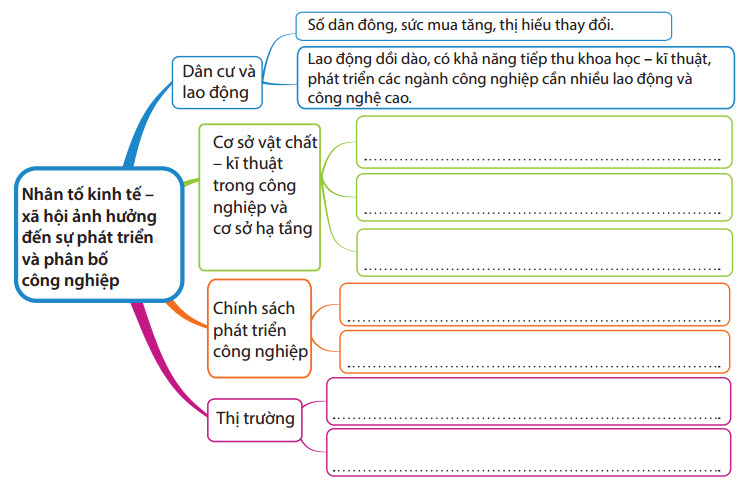 Số dân đông, sức mua tăng, thị hiếu thay đổi.
Dân cư và
lao động
Lao động dồi dào, có khả năng tiếp thu khoa học – kĩ thuật,
phát triển các ngành công nghiệp cần nhiều lao động và
công nghệ cao.
Cơ sở vật chất
– kĩ thuật
trong công
nghiệp và
cơ sở hạ tầng
Nhân tố kinh tế –
xã hội ảnh hưởng
đến sự phát triển
và phân bố
công nghiệp
Chính sách
phát triển
công nghiệp
Thị trường